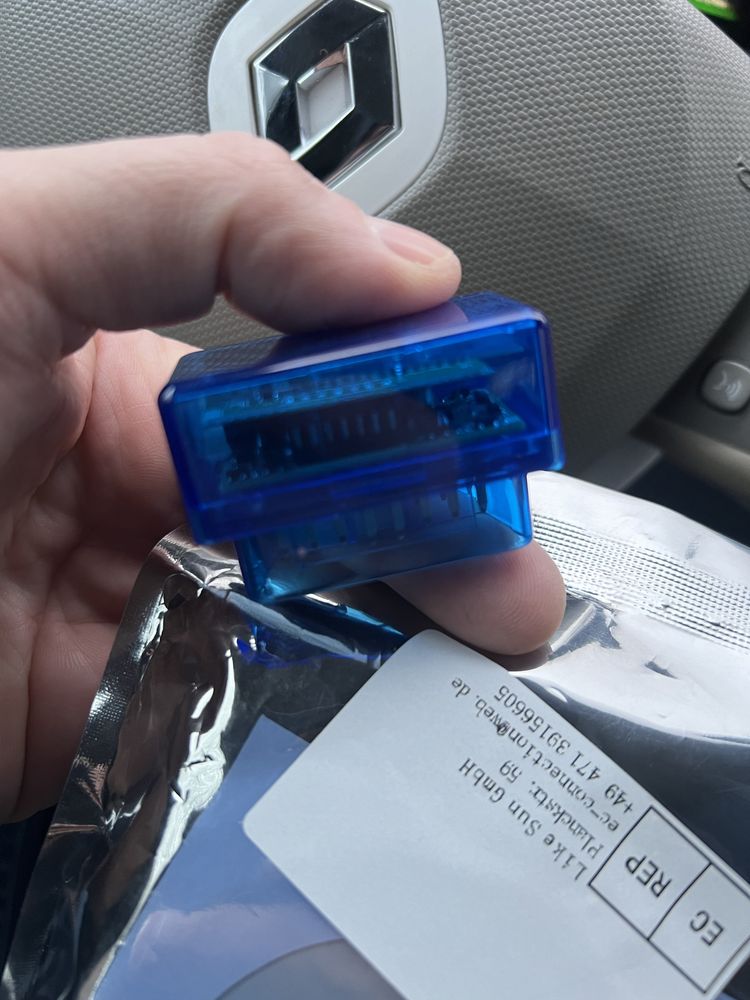 EC REP
Like Sun GmbH
Planckstr. 59
ec-connection@web.de
+49 471 39156605